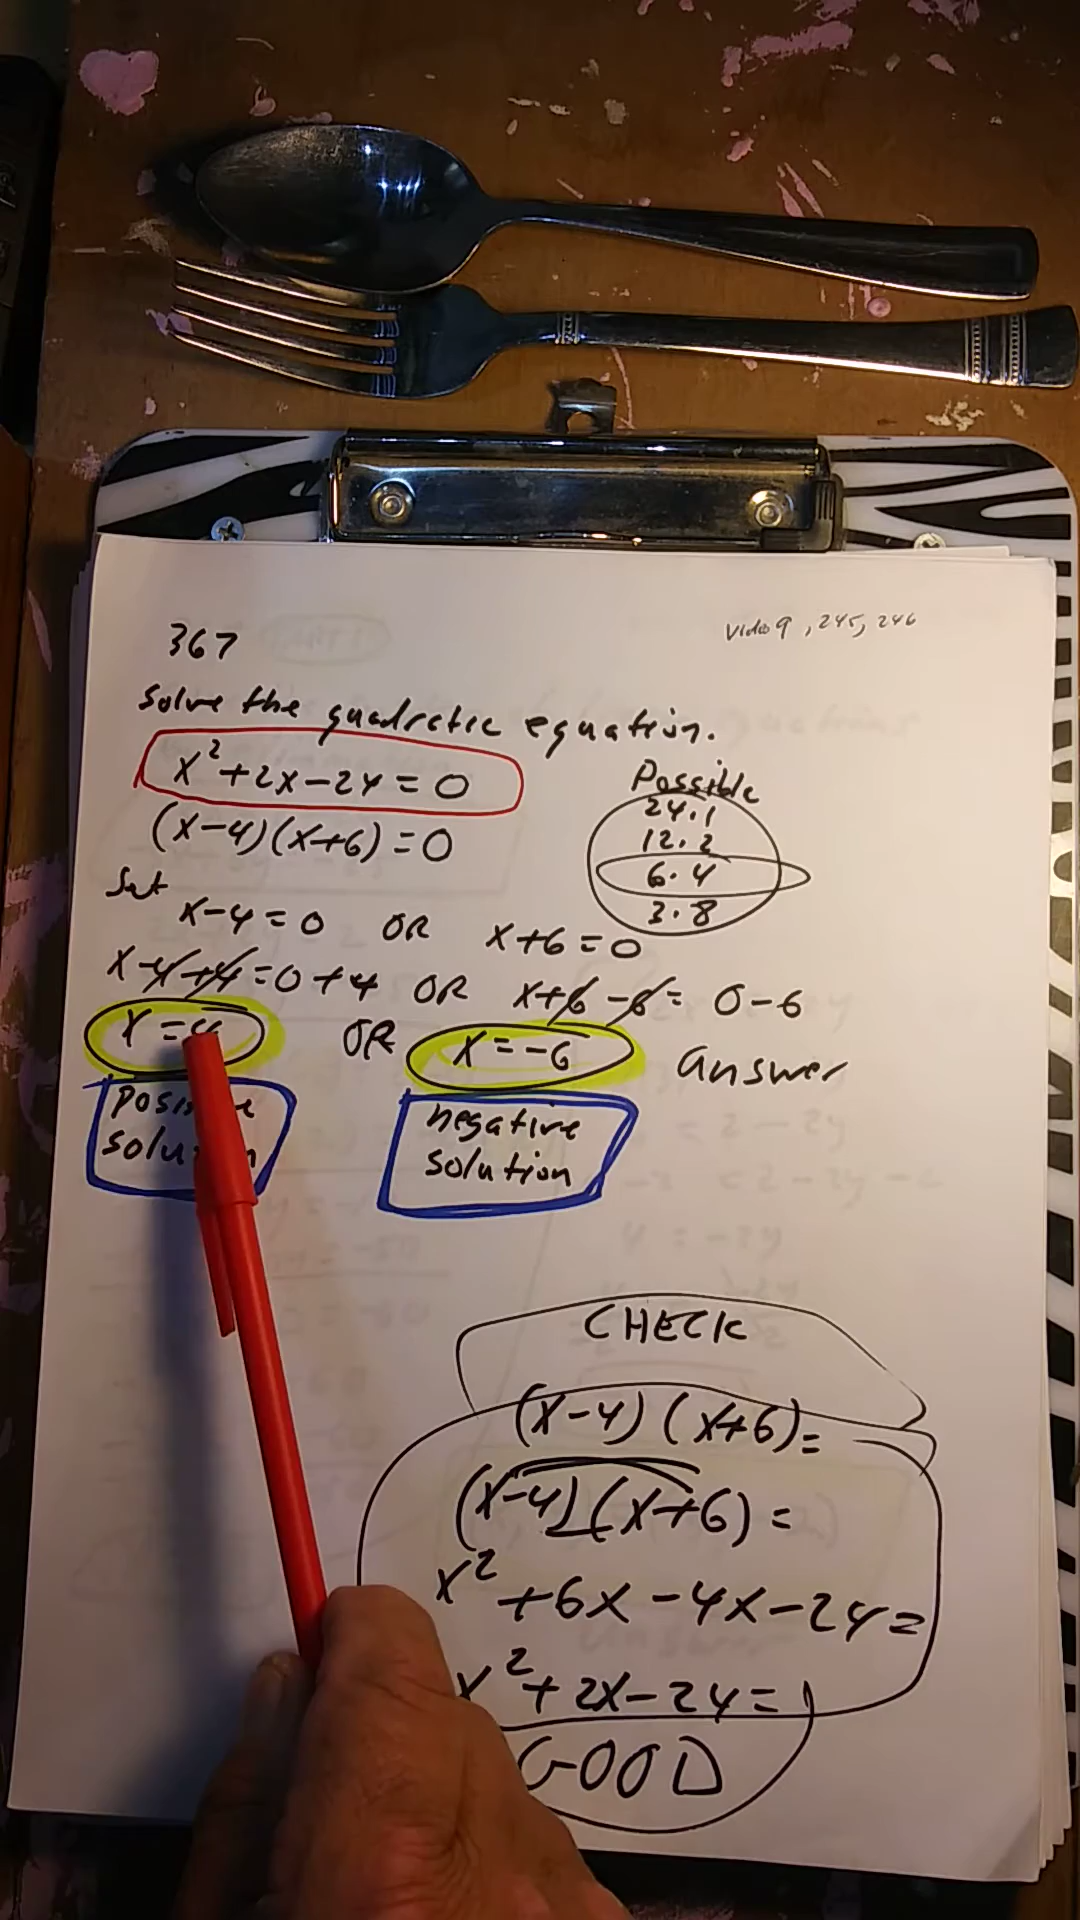 367
Video 9, 245, 246
Solve the quadratic equation.
x²+2x-24=0
(x-4)(x+6)=0
Possible
24.1
12.2
6.4
3.8
Set
x-4=0 OR x+6=0
x-4+4=0+4 OR x+6-6=0-6
x=4 OR x=-6 Answer
positive solution
negative solution
CHECK
(x-4)(x+6)=
(x-4)(x+6)=
x²+6x-4x-24=
x²+2x-24=
GOOD